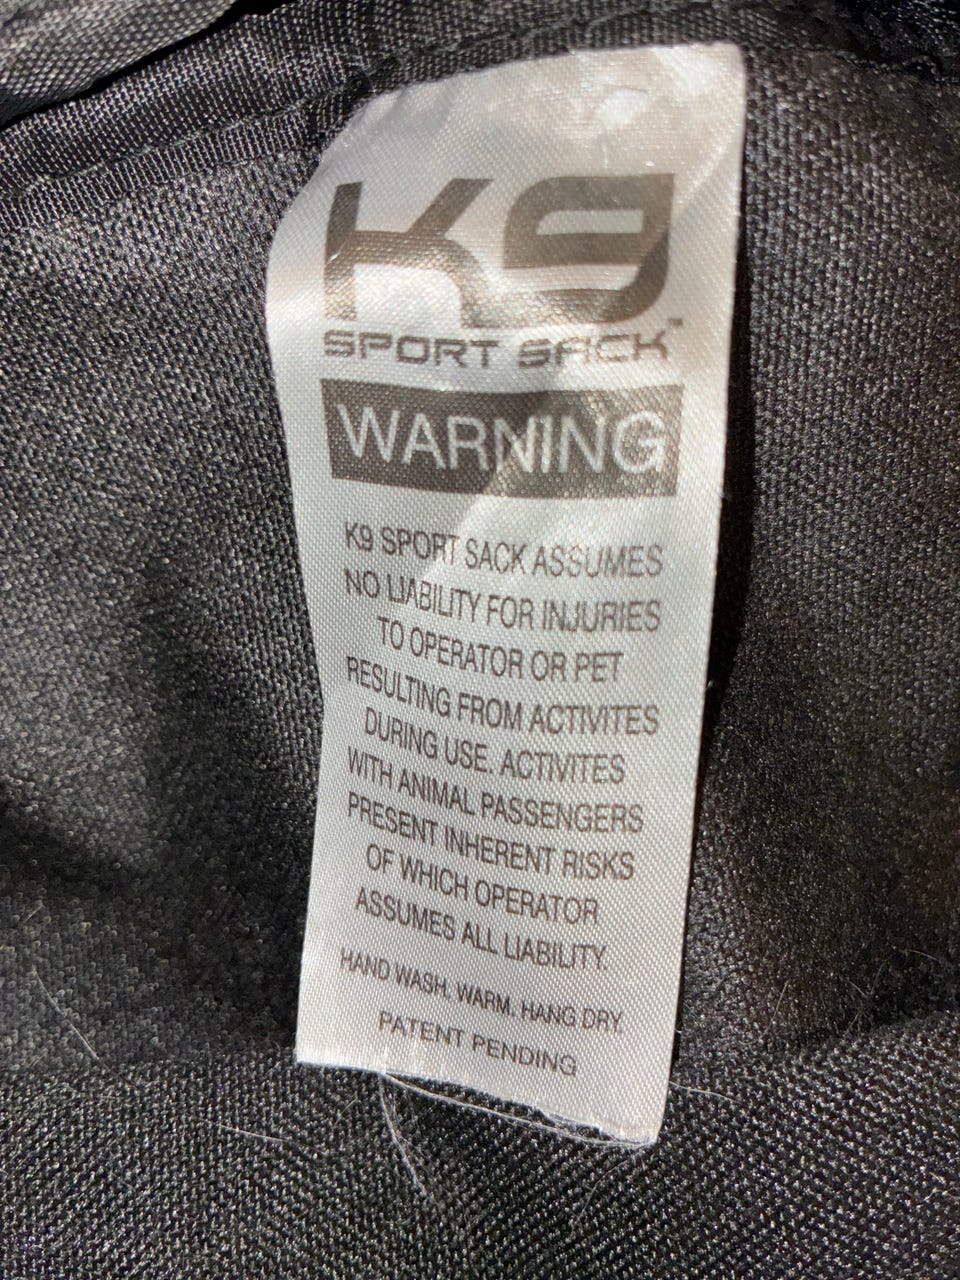 K9
SPORT SACK™
WARNING
K9 SPORT SACK ASSUMES
NO LIABILITY FOR INJURIES
TO OPERATOR OR PET
RESULTING FROM ACTIVITES
DURING USE. ACTIVITES
WITH ANIMAL PASSENGERS
PRESENT INHERENT RISKS
OF WHICH OPERATOR
ASSUMES ALL LIABILITY.
HAND WASH. WARM. HANG DRY.
PATENT PENDING